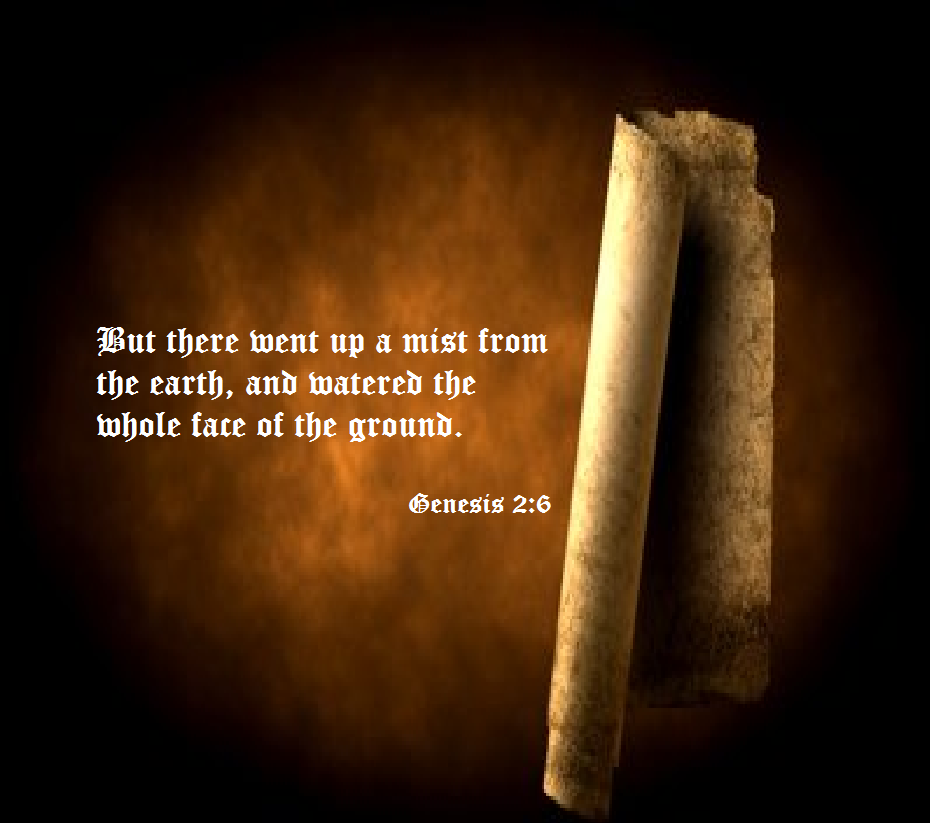 But there went up a mist from
the earth, and watered the
whole face of the ground.
Genesis 2:6